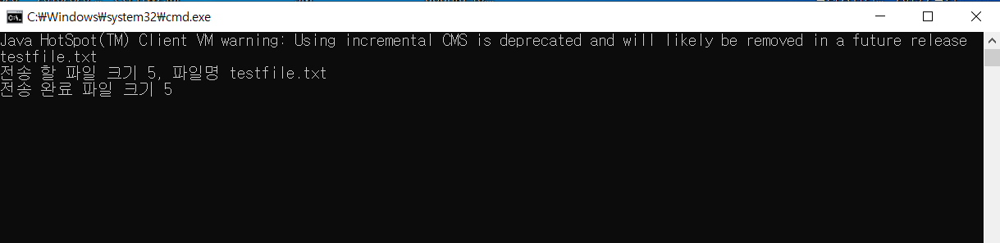 C:₩Windows₩system32₩cmd.exe
Java HotSpot(TM) Client VM warning: Using incremental CMS is deprecated and will likely be removed in a future release
testfile.txt
전송 할 파일 크기 5, 파일명 testfile.txt
전송 완료 파일 크기 5